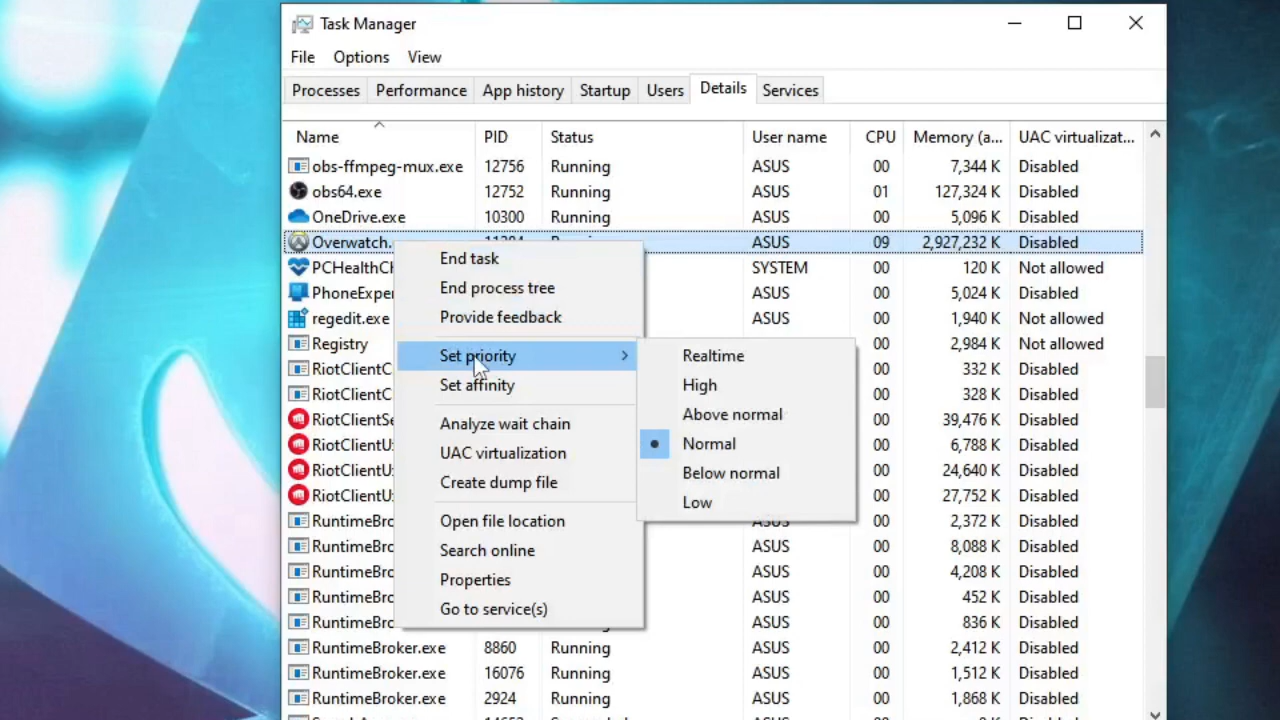 Task Manager
File Options View
Processes Performance App history Startup Users Details Services
Name PID Status User name CPU Memory (a... UAC virtualizat...
obs-ffmpeg-mux.exe 12756 Running ASUS 00 7,344 K Disabled
obs64.exe 12752 Running ASUS 01 127,324 K Disabled
OneDrive.exe 10300 Running ASUS 00 5,096 K Disabled
Overwatch. ASUS 09 2,927,232 K Disabled
End task
PCHealthCh SYSTEM 00 120 K Not allowed
End process tree
PhoneExper ASUS 00 5,024 K Disabled
Provide feedback
regedit.exe ASUS 00 1,940 K Not allowed
Registry 00 2,984 K Not allowed
Set priority Realtime
RiotClientC 00 332 K Disabled
Set affinity High
RiotClientC 00 328 K Disabled
Above normal
RiotClientSe 00 39,476 K Disabled
Analyze wait chain
Normal
RiotClientU 00 6,788 K Disabled
UAC virtualization
Below normal
RiotClientU 00 24,640 K Disabled
Create dump file
RiotClientU 00 27,752 K Disabled
Low
RuntimeBro ASUS 00 2,372 K Disabled
Open file location
RuntimeBro ASUS 00 8,088 K Disabled
Search online
RuntimeBro ASUS 00 4,208 K Disabled
Properties
RuntimeBro ASUS 00 452 K Disabled
Go to service(s)
RuntimeBro ASUS 00 836 K Disabled
RuntimeBroker.exe 8860 Running ASUS 00 2,412 K Disabled
RuntimeBroker.exe 16076 Running ASUS 00 1,512 K Disabled
RuntimeBroker.exe 2924 Running ASUS 00 1,868 K Disabled